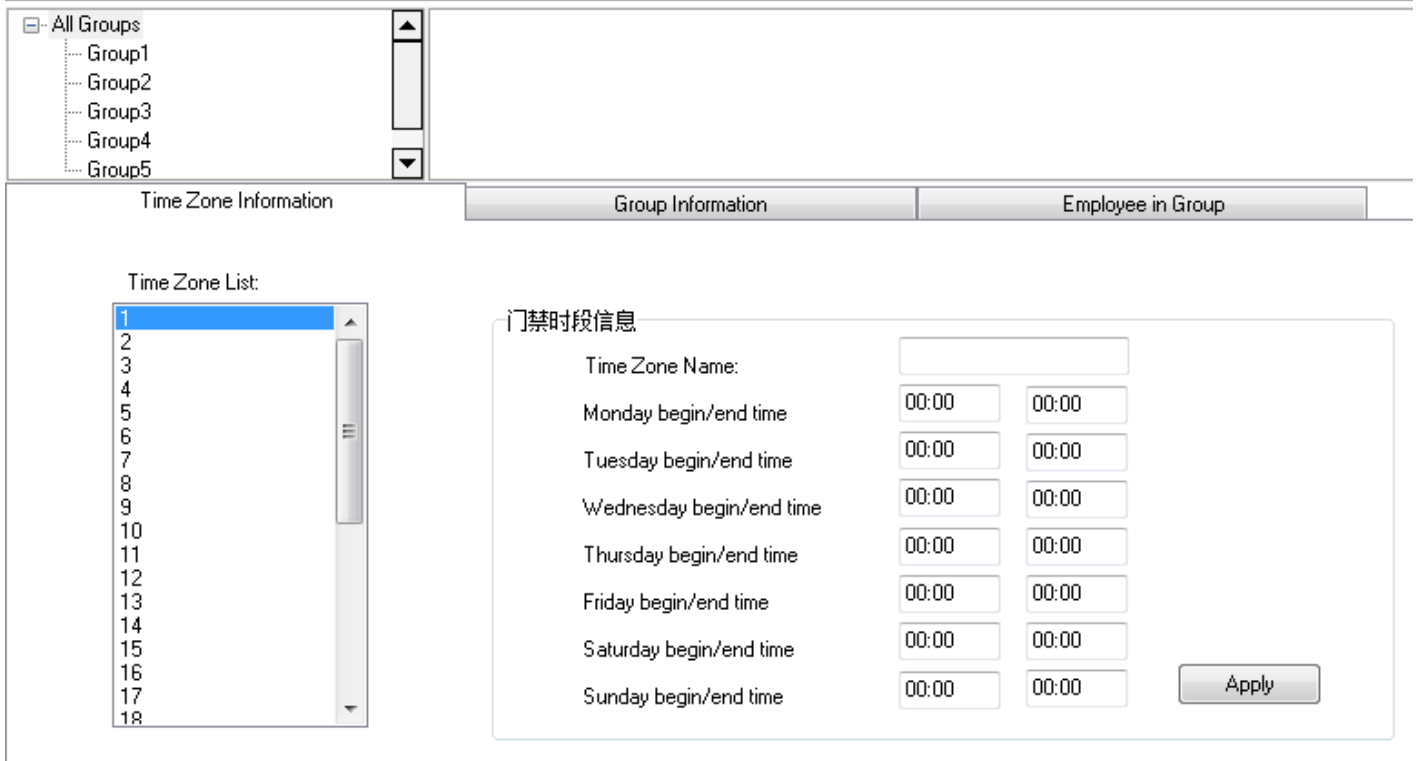 All Groups
Group1
Group2
Group3
Group4
Group5
Time Zone Information Group Information Employee in Group
Time Zone List:
1
2
3
4
5
6
7
8
9
10
11
12
13
14
15
16
17
18
门禁时段信息
Time Zone Name:
Monday begin/end time 00:00 00:00
Tuesday begin/end time 00:00 00:00
Wednesday begin/end time 00:00 00:00
Thursday begin/end time 00:00 00:00
Friday begin/end time 00:00 00:00
Saturday begin/end time 00:00 00:00
Sunday begin/end time 00:00 00:00
Apply